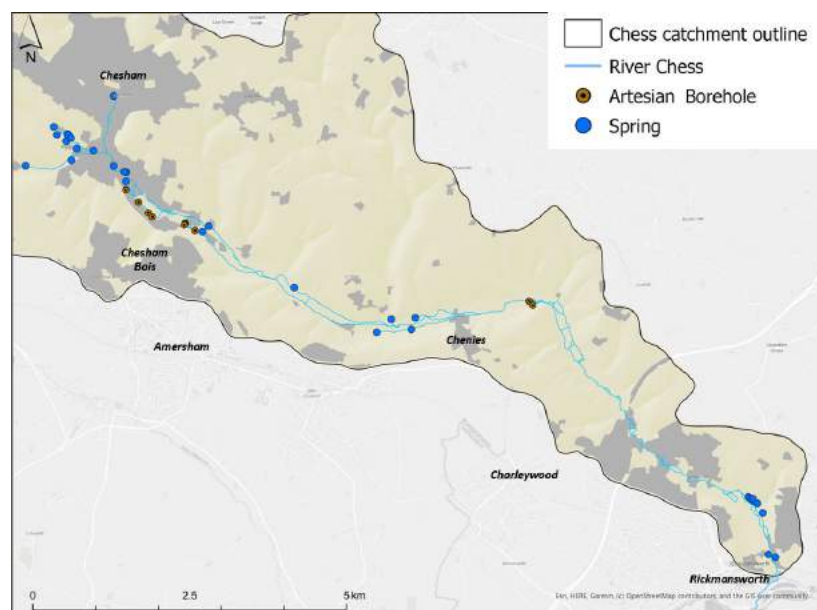 Chess catchment outline
River Chess
Artesian Borehole
Spring
N
Chesham
Chesham
Bois
Amersham
Chenies
Chorleywood
Rickmansworth
0
2.5
5 km
Esri, HERE, Garmin, (c) OpenStreetMap contributors, and the GIS user community